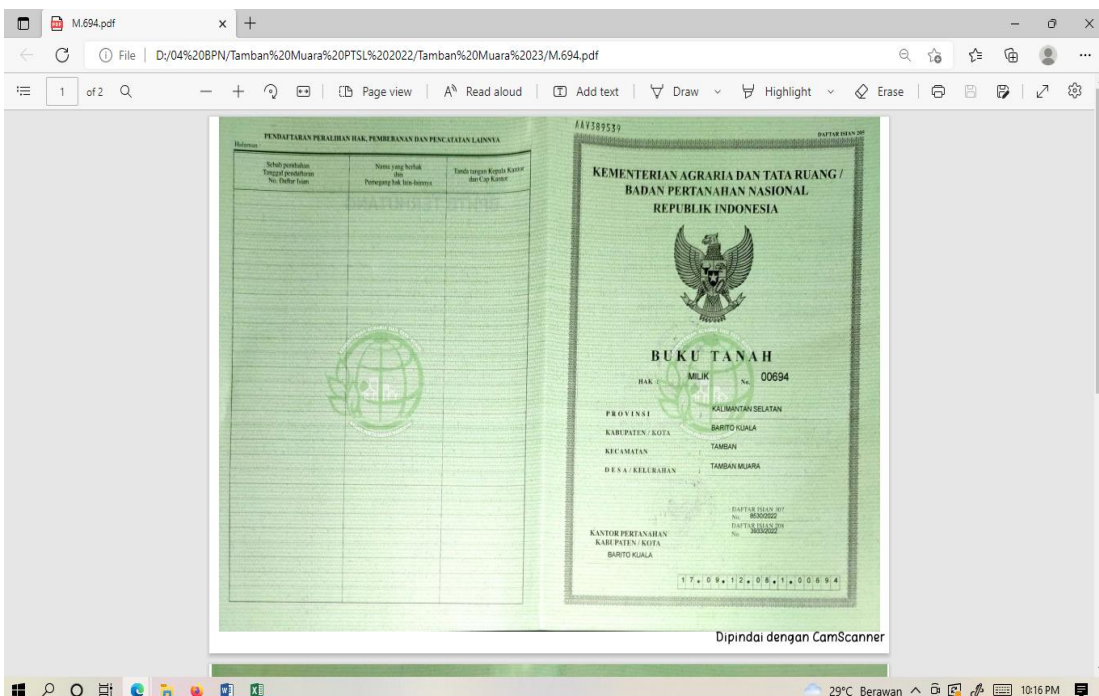 M.694.pdf
File D:/04%20BPN/Tamban%20Muara%20PTSL%202022/Tamban%20Muara%2023/M.694.pdf
1 of 2 Page view Read aloud Add text Draw Highlight Erase
PENDAFTARAN PERALIHAN HAK, PEMBEBANAN DAN PENCATATAN LAINNYA
Halaman
Sebab perubahan
Tanggal pendaftaran
No. Daftar Isian
Nama yang berhak
dan
Pemegang hak lain-lainnya
Tanda tangan Kepala Kantor
dan Cap Kantor
AAV389539
DAFTAR ISIAN
KEMENTERIAN AGRARIA DAN TATA RUANG /
BADAN PERTANAHAN NASIONAL
REPUBLIK INDONESIA
BUKU TANAH
HAK : MILIK No. 00694
PROVINSI : KALIMANTAN SELATAN
KABUPATEN / KOTA : BARITO KUALA
KECAMATAN : TAMBAN
DESA / KELURAHAN : TAMBAN MUARA
DAFTAR ISIAN 307
No. 8530/2022
DAFTAR ISIAN 208
No.
KANTOR PERTANAHAN
KABUPATEN / KOTA
BARITO KUALA
17.09.12.08.1.00694
Dipindai dengan CamScanner
29°C Berawan 10:16 PM